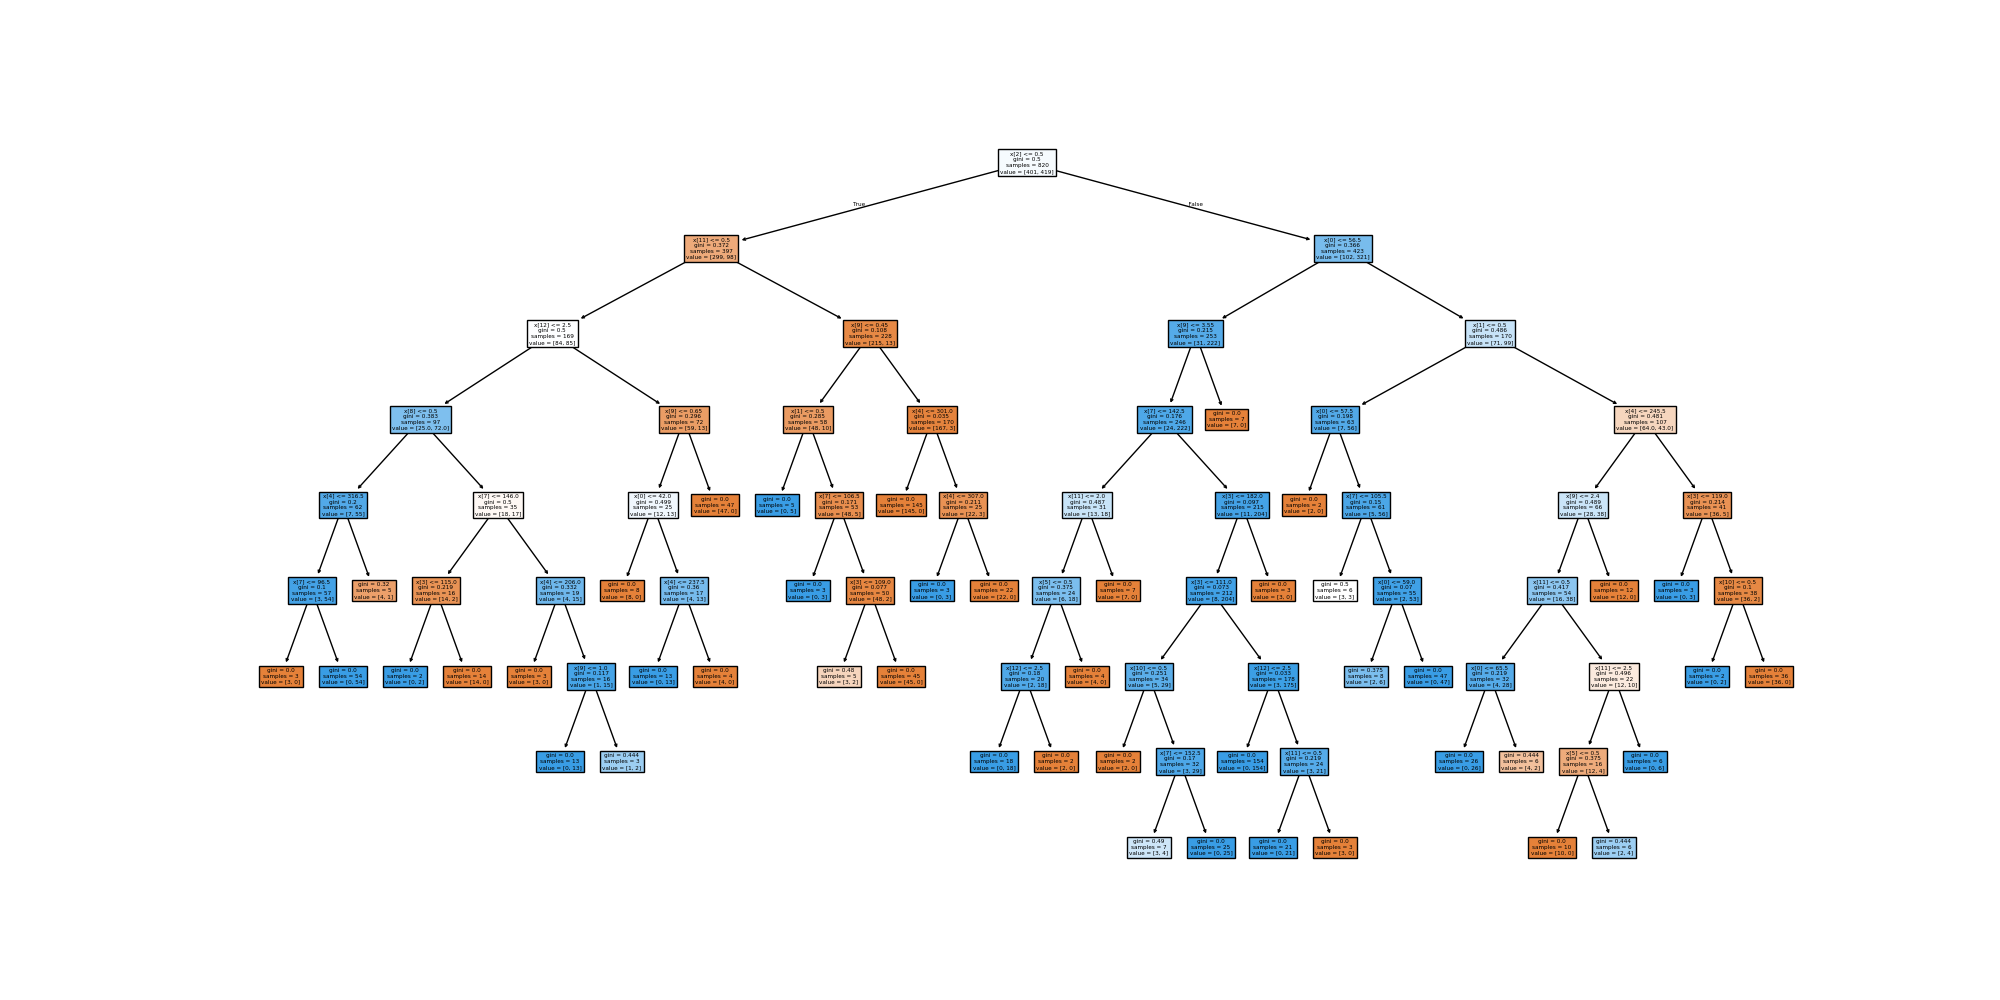 x[2] <= 0.5
gini = 0.5
samples = 820
value = [401, 419]
True
False
x[11] <= 0.5
gini = 0.372
samples = 397
value = [299, 98]
x[0] <= 56.5
gini = 0.366
samples = 423
value = [102, 321]
x[12] <= 2.5
gini = 0.5
samples = 169
value = [84, 85]
x[9] <= 0.45
gini = 0.108
samples = 228
value = [215, 13]
x[9] <= 3.55
gini = 0.215
samples = 253
value = [31, 222]
x[1] <= 0.5
gini = 0.486
samples = 170
value = [71, 99]
x[8] <= 0.5
gini = 0.383
samples = 97
value = [25.0, 72.0]
x[9] <= 0.65
gini = 0.296
samples = 72
value = [59, 13]
x[1] <= 0.5
gini = 0.285
samples = 58
value = [48, 10]
x[4] <= 301.0
gini = 0.035
samples = 170
value = [167, 3]
x[7] <= 142.5
gini = 0.176
samples = 246
value = [24, 222]
gini = 0.0
samples = 7
value = [7, 0]
x[0] <= 57.5
gini = 0.198
samples = 63
value = [7, 56]
x[4] <= 245.5
gini = 0.481
samples = 107
value = [64.0, 43.0]
x[4] <= 316.5
gini = 0.2
samples = 62
value = [7, 55]
x[7] <= 146.0
gini = 0.5
samples = 35
value = [18, 17]
x[0] <= 42.0
gini = 0.499
samples = 25
value = [12, 13]
gini = 0.0
samples = 47
value = [47, 0]
gini = 0.0
samples = 5
value = [0, 5]
x[7] <= 106.5
gini = 0.171
samples = 53
value = [48, 5]
gini = 0.0
samples = 145
value = [145, 0]
x[4] <= 307.0
gini = 0.211
samples = 25
value = [22, 3]
x[11] <= 2.0
gini = 0.487
samples = 31
value = [13, 18]
x[3] <= 182.0
gini = 0.097
samples = 215
value = [11, 204]
gini = 0.0
samples = 2
value = [2, 0]
x[7] <= 105.5
gini = 0.15
samples = 61
value = [5, 56]
x[9] <= 2.4
gini = 0.489
samples = 66
value = [28, 38]
x[3] <= 119.0
gini = 0.214
samples = 41
value = [36, 5]
x[7] <= 96.5
gini = 0.1
samples = 57
value = [3, 54]
gini = 0.32
samples = 5
value = [4, 1]
x[3] <= 115.0
gini = 0.219
samples = 16
value = [14, 2]
x[4] <= 206.0
gini = 0.332
samples = 19
value = [4, 15]
gini = 0.0
samples = 8
value = [8, 0]
x[4] <= 237.5
gini = 0.36
samples = 17
value = [4, 13]
gini = 0.0
samples = 3
value = [0, 3]
x[3] <= 109.0
gini = 0.077
samples = 50
value = [48, 2]
gini = 0.0
samples = 3
value = [0, 3]
gini = 0.0
samples = 22
value = [22, 0]
x[5] <= 0.5
gini = 0.375
samples = 24
value = [6, 18]
gini = 0.0
samples = 7
value = [7, 0]
x[3] <= 111.0
gini = 0.073
samples = 212
value = [8, 204]
gini = 0.0
samples = 3
value = [3, 0]
gini = 0.5
samples = 6
value = [3, 3]
x[0] <= 59.0
gini = 0.07
samples = 55
value = [2, 53]
x[11] <= 0.5
gini = 0.417
samples = 54
value = [16, 38]
gini = 0.0
samples = 12
value = [12, 0]
gini = 0.0
samples = 3
value = [0, 3]
x[10] <= 0.5
gini = 0.1
samples = 38
value = [36, 2]
gini = 0.0
samples = 3
value = [3, 0]
gini = 0.0
samples = 54
value = [0, 54]
gini = 0.0
samples = 2
value = [0, 2]
gini = 0.0
samples = 14
value = [14, 0]
gini = 0.0
samples = 3
value = [3, 0]
x[9] <= 1.0
gini = 0.117
samples = 16
value = [1, 15]
gini = 0.0
samples = 13
value = [0, 13]
gini = 0.0
samples = 4
value = [4, 0]
gini = 0.48
samples = 5
value = [3, 2]
gini = 0.0
samples = 45
value = [45, 0]
x[12] <= 2.5
gini = 0.18
samples = 20
value = [2, 18]
gini = 0.0
samples = 4
value = [4, 0]
x[10] <= 0.5
gini = 0.251
samples = 34
value = [5, 29]
x[12] <= 2.5
gini = 0.033
samples = 178
value = [3, 175]
gini = 0.375
samples = 8
value = [2, 6]
gini = 0.0
samples = 47
value = [0, 47]
x[0] <= 65.5
gini = 0.219
samples = 32
value = [4, 28]
x[11] <= 2.5
gini = 0.496
samples = 22
value = [12, 10]
gini = 0.0
samples = 2
value = [0, 2]
gini = 0.0
samples = 36
value = [36, 0]
gini = 0.0
samples = 13
value = [0, 13]
gini = 0.444
samples = 3
value = [1, 2]
gini = 0.0
samples = 18
value = [0, 18]
gini = 0.0
samples = 2
value = [2, 0]
gini = 0.0
samples = 2
value = [2, 0]
x[7] <= 152.5
gini = 0.17
samples = 32
value = [3, 29]
gini = 0.0
samples = 154
value = [0, 154]
x[11] <= 0.5
gini = 0.219
samples = 24
value = [3, 21]
gini = 0.0
samples = 26
value = [0, 26]
gini = 0.444
samples = 6
value = [4, 2]
x[5] <= 0.5
gini = 0.375
samples = 16
value = [12, 4]
gini = 0.0
samples = 6
value = [0, 6]
gini = 0.49
samples = 7
value = [3, 4]
gini = 0.0
samples = 25
value = [0, 25]
gini = 0.0
samples = 21
value = [0, 21]
gini = 0.0
samples = 3
value = [3, 0]
gini = 0.0
samples = 10
value = [10, 0]
gini = 0.444
samples = 6
value = [2, 4]